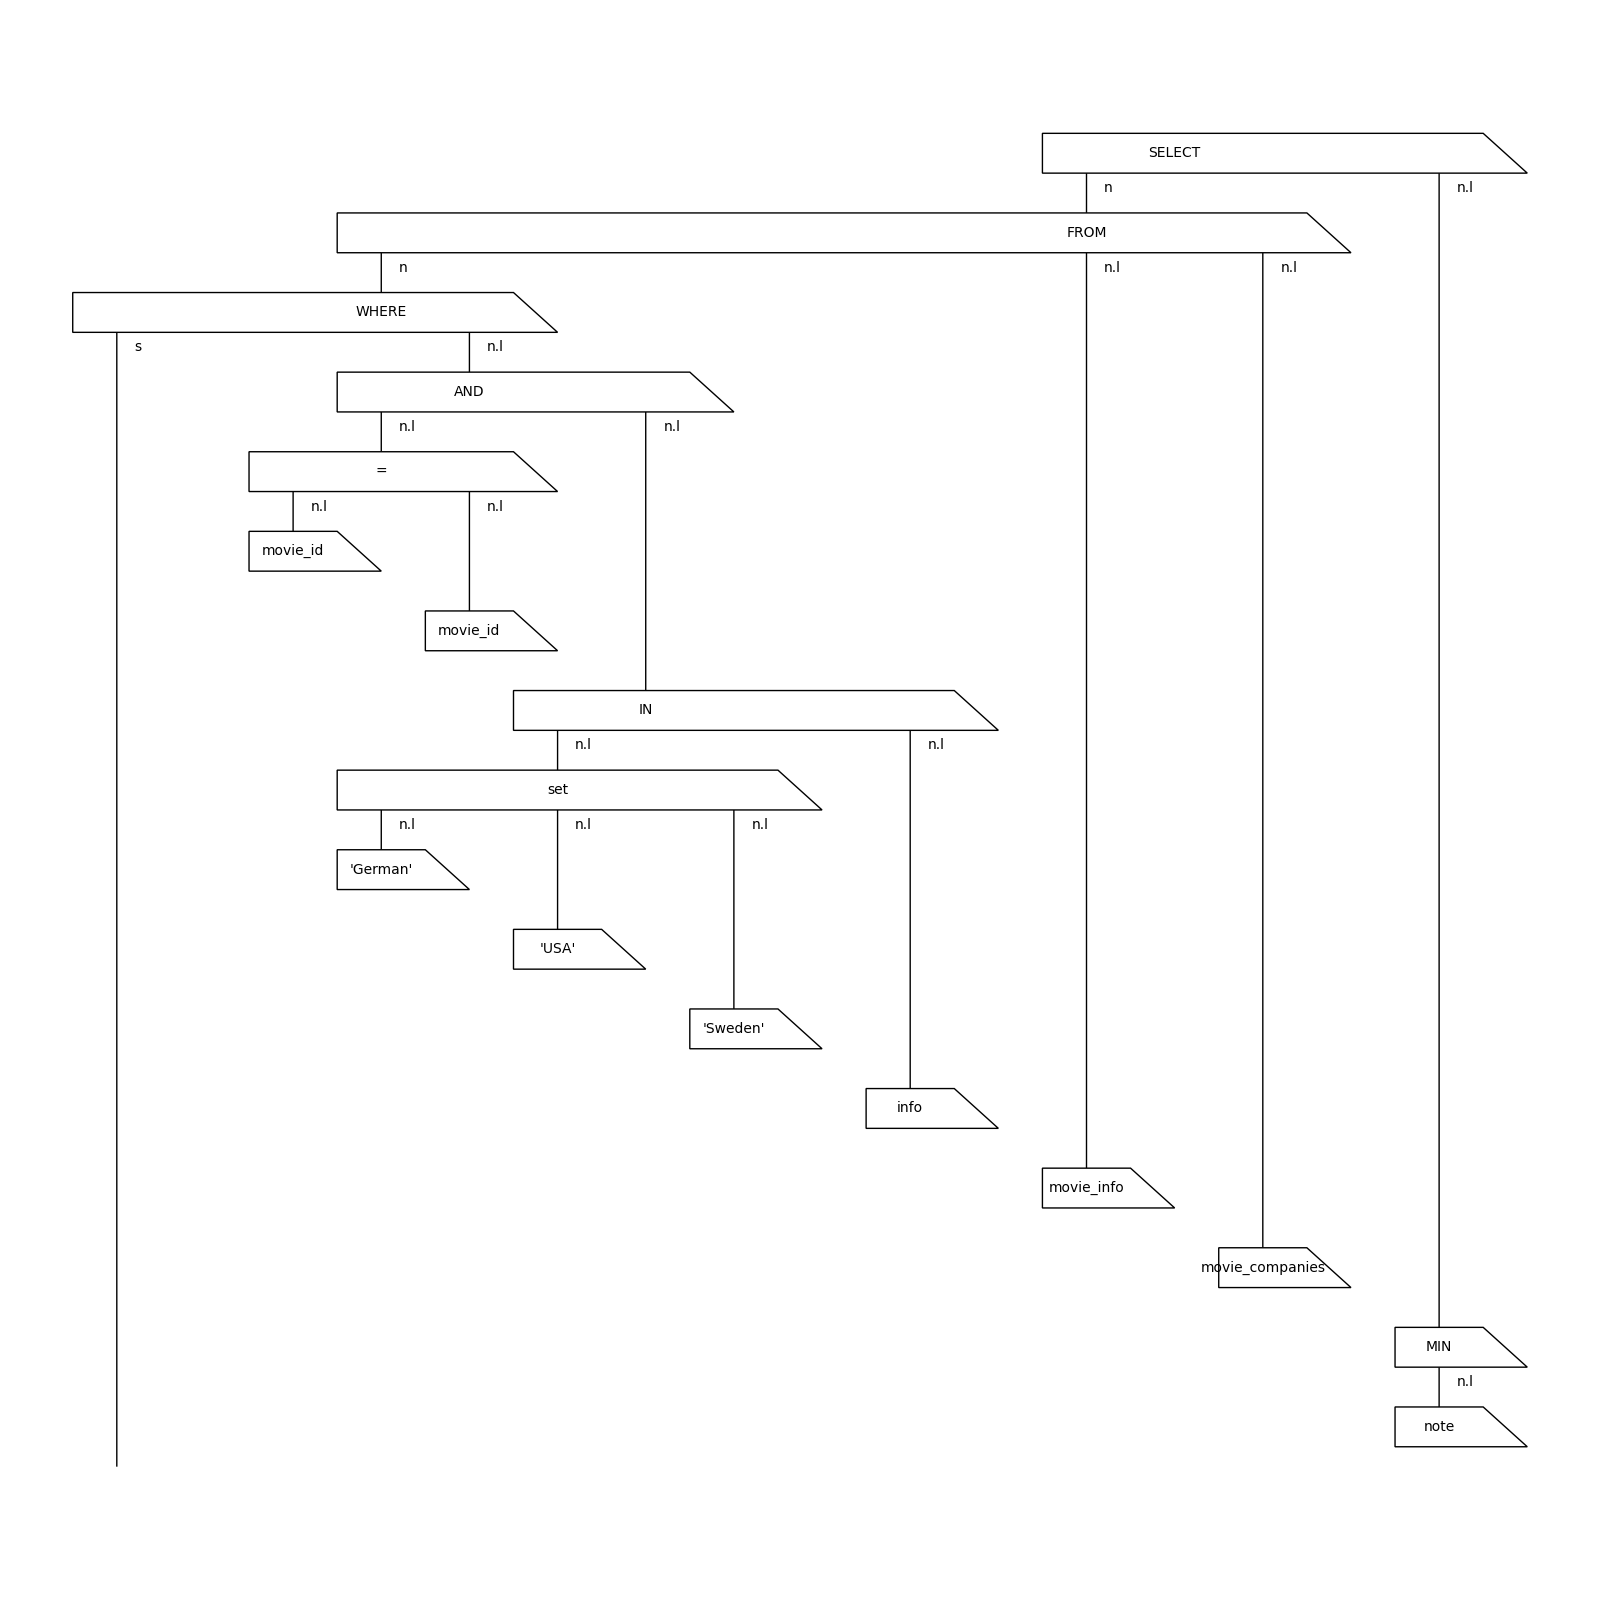 SELECT
n n.l
FROM
n n.l n.l
WHERE
s n.l
AND
n.l n.l
=
n.l n.l
movie_id
movie_id
IN
n.l n.l
set
n.l n.l n.l
'German'
'USA'
'Sweden'
info
movie_info
movie_companies
MIN
n.l
note